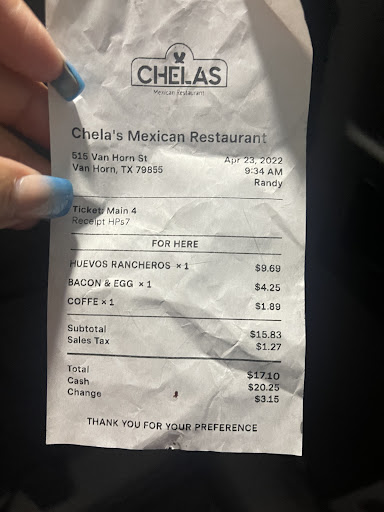 CHELAS
Mexican Restaurant
Chela's Mexican Restaurant
515 Van Horn St Apr 23, 2022
Van Horn, TX 79855 9:34 AM
Randy
Ticket: Main 4
Receipt HPs7
FOR HERE
HUEVOS RANCHEROS × 1 $9.69
BACON & EGG × 1 $4.25
COFFE × 1 $1.89
Subtotal $15.83
Sales Tax $1.27
Total $17.10
Cash $20.25
Change $3.15
THANK YOU FOR YOUR PREFERENCE